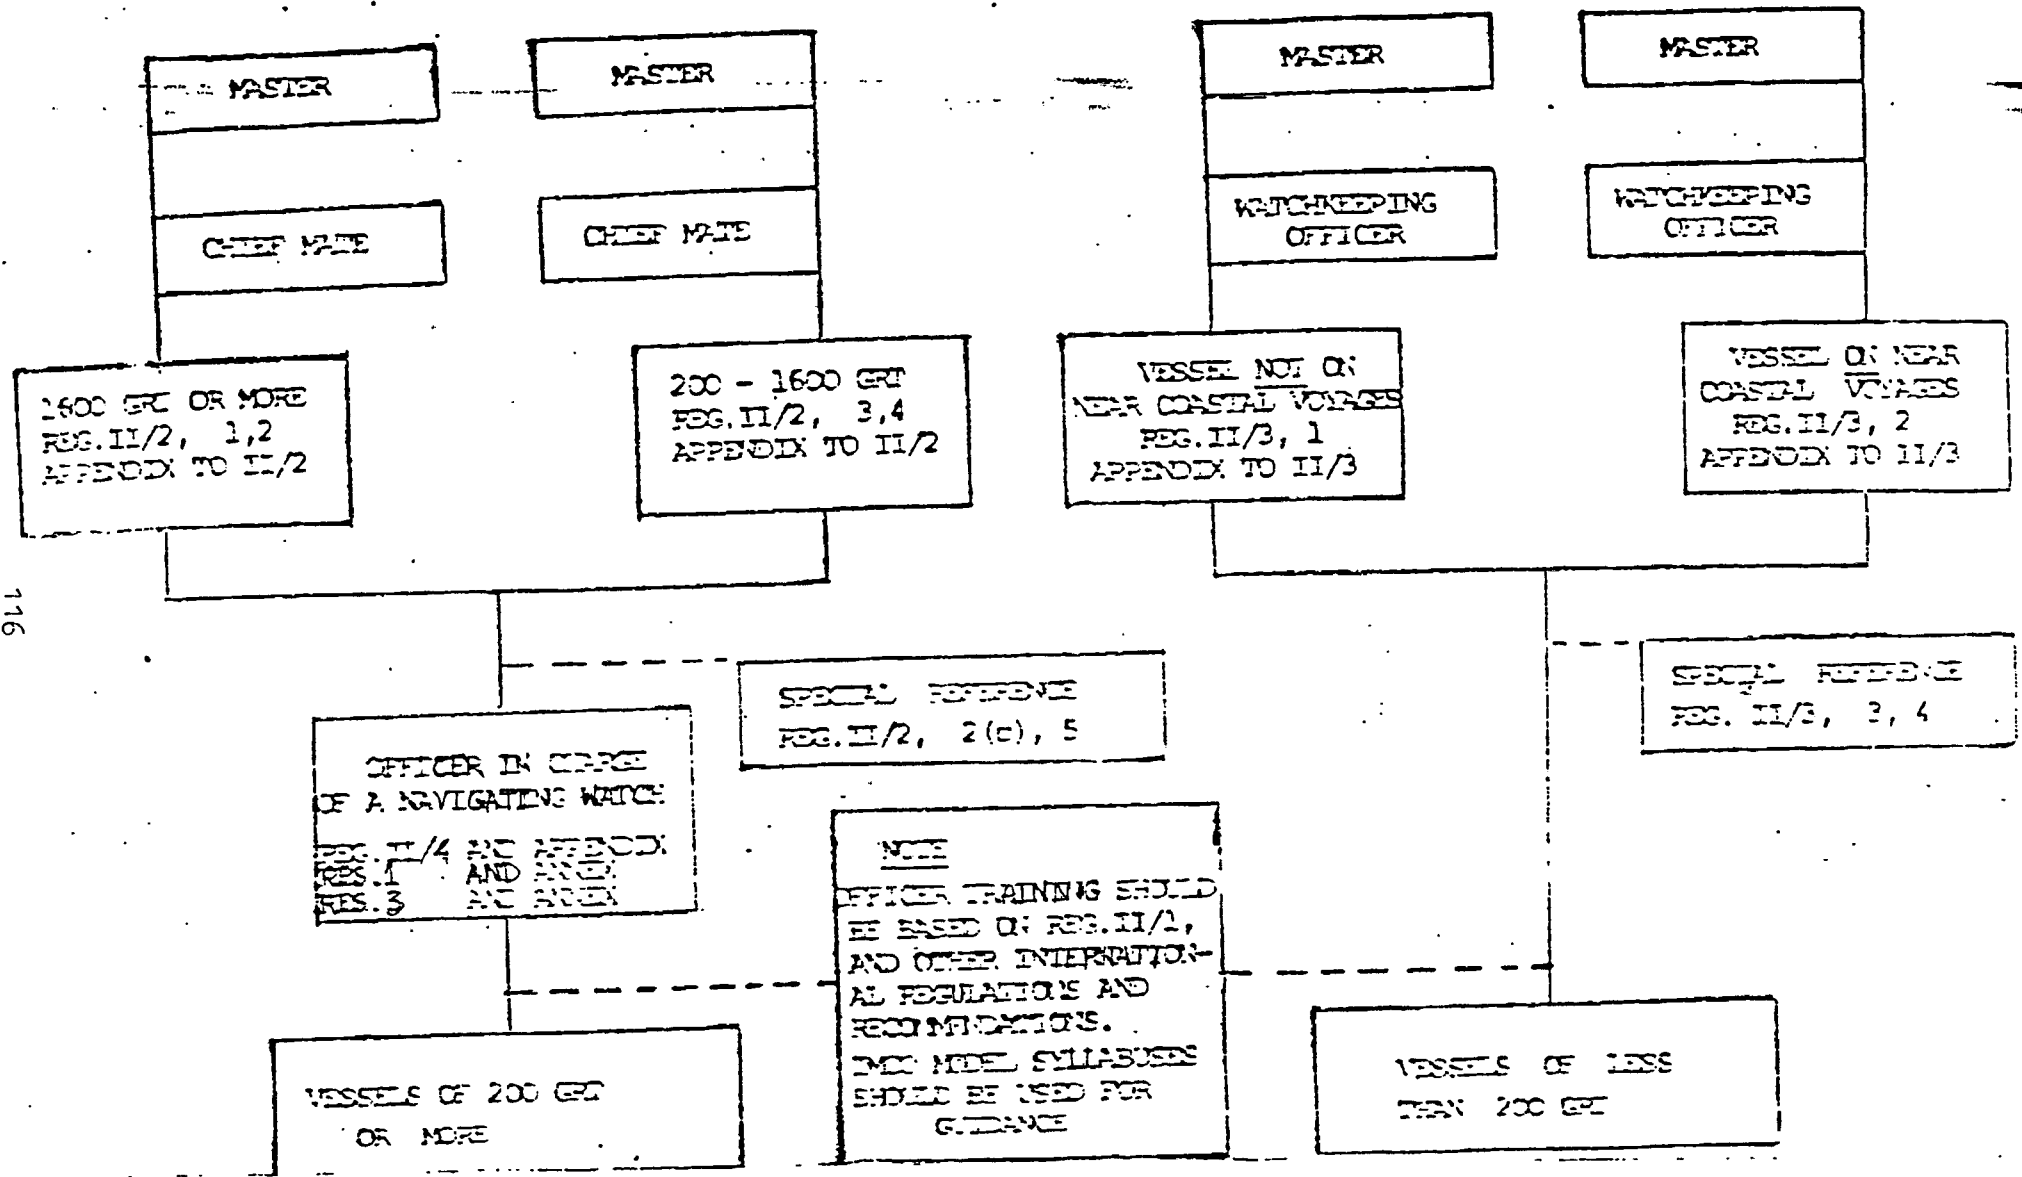 MASTER
MASTER
MASTER
MASTER
CHIEF MATE
CHIEF MATE
WATCHKEEPING
OFFICER
WATCHKEEPING
OFFICER
1600 GRT OR MORE
REG.II/2, 1,2
APPENDIX TO II/2
200 - 1600 GRT
REG.II/2, 3,4
APPENDIX TO II/2
VESSEL NOT ON
NEAR COASTAL VOYAGES
REG.II/3, 1
APPENDIX TO II/3
VESSEL ON NEAR
COASTAL VOYAGES
REG.II/3, 2
APPENDIX TO II/3
116
SPECIAL REFERENCE
REG.II/2, 2(c), 5
SPECIAL REFERENCE
REG. II/3, 3, 4
OFFICER IN CHARGE
OF A NAVIGATING WATCH
REG. II/4 AND APPENDIX
RES.1 AND ANNEX
RES.3 AND ANNEX
NOTE
OFFICER TRAINING SHOULD
BE BASED ON REG.II/1,
AND OTHER INTERNATION-
AL REGULATIONS AND
RECOMMENDATIONS.
IMCO MODEL SYLLABUSES
SHOULD BE USED FOR
GUIDANCE
VESSELS OF 200 GRT
OR MORE
VESSELS OF LESS
THAN 200 GRT